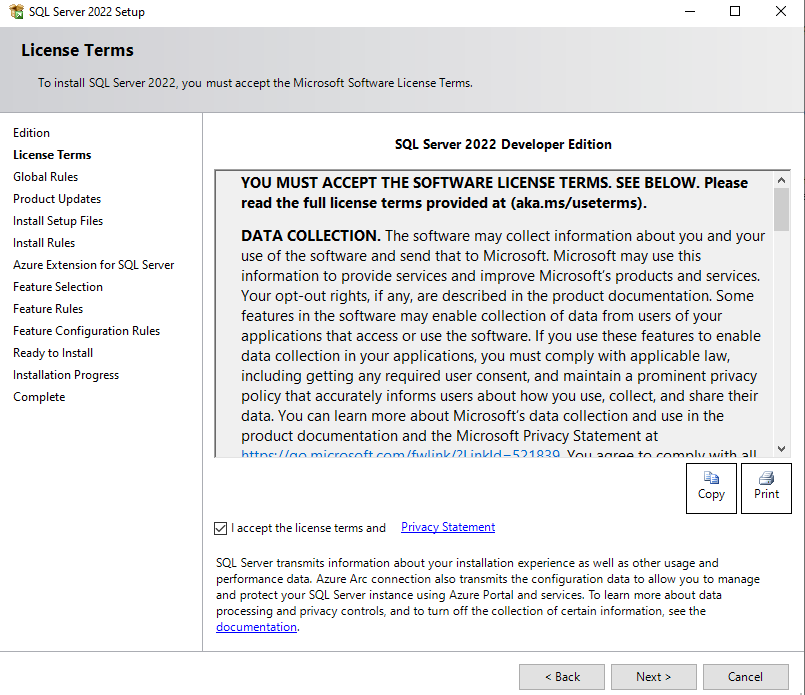 SQL Server 2022 Setup
License Terms
To install SQL Server 2022, you must accept the Microsoft Software License Terms.
Edition
License Terms
Global Rules
Product Updates
Install Setup Files
Install Rules
Azure Extension for SQL Server
Feature Selection
Feature Rules
Feature Configuration Rules
Ready to Install
Installation Progress
Complete
SQL Server 2022 Developer Edition
YOU MUST ACCEPT THE SOFTWARE LICENSE TERMS. SEE BELOW. Please
read the full license terms provided at (aka.ms/useterms).
DATA COLLECTION. The software may collect information about you and your
use of the software and send that to Microsoft. Microsoft may use this
information to provide services and improve Microsoft's products and services.
Your opt-out rights, if any, are described in the product documentation. Some
features in the software may enable collection of data from users of your
applications that access or use the software. If you use these features to enable
data collection in your applications, you must comply with applicable law,
including getting any required user consent, and maintain a prominent privacy
policy that accurately informs users about how you use, collect, and share their
data. You can learn more about Microsoft's data collection and use in the
product documentation and the Microsoft Privacy Statement at
https://go.microsoft.com/fwlink/?LinkId=521839. You agree to comply with all
Copy
Print
I accept the license terms and Privacy Statement
SQL Server transmits information about your installation experience as well as other usage and
performance data. Azure Arc connection also transmits the configuration data to allow you to manage
and protect your SQL Server instance using Azure Portal and services. To learn more about data
processing and privacy controls, and to turn off the collection of certain information, see the
documentation.
< Back
Next >
Cancel